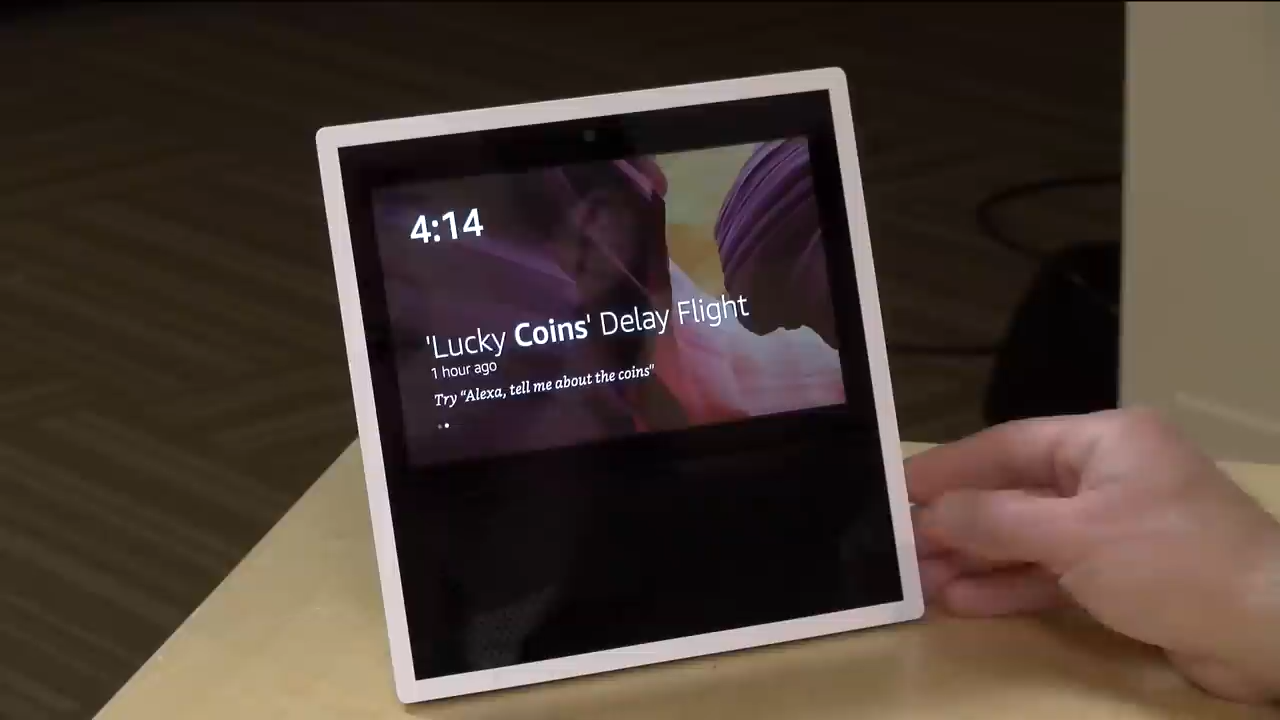 4:14
'Lucky Coins' Delay Flight
1 hour ago
Try "Alexa, tell me about the coins"